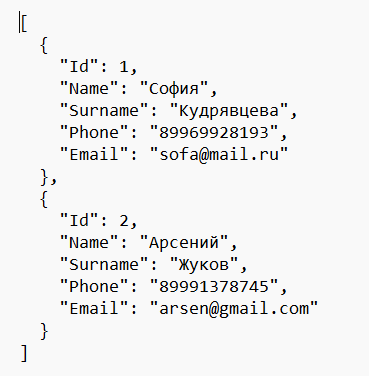 [
  {
    "Id": 1,
    "Name": "София",
    "Surname": "Кудрявцева",
    "Phone": "89969928193",
    "Email": "sofa@mail.ru"
  },
  {
    "Id": 2,
    "Name": "Арсений",
    "Surname": "Жуков",
    "Phone": "89991378745",
    "Email": "arsen@gmail.com"
  }
]